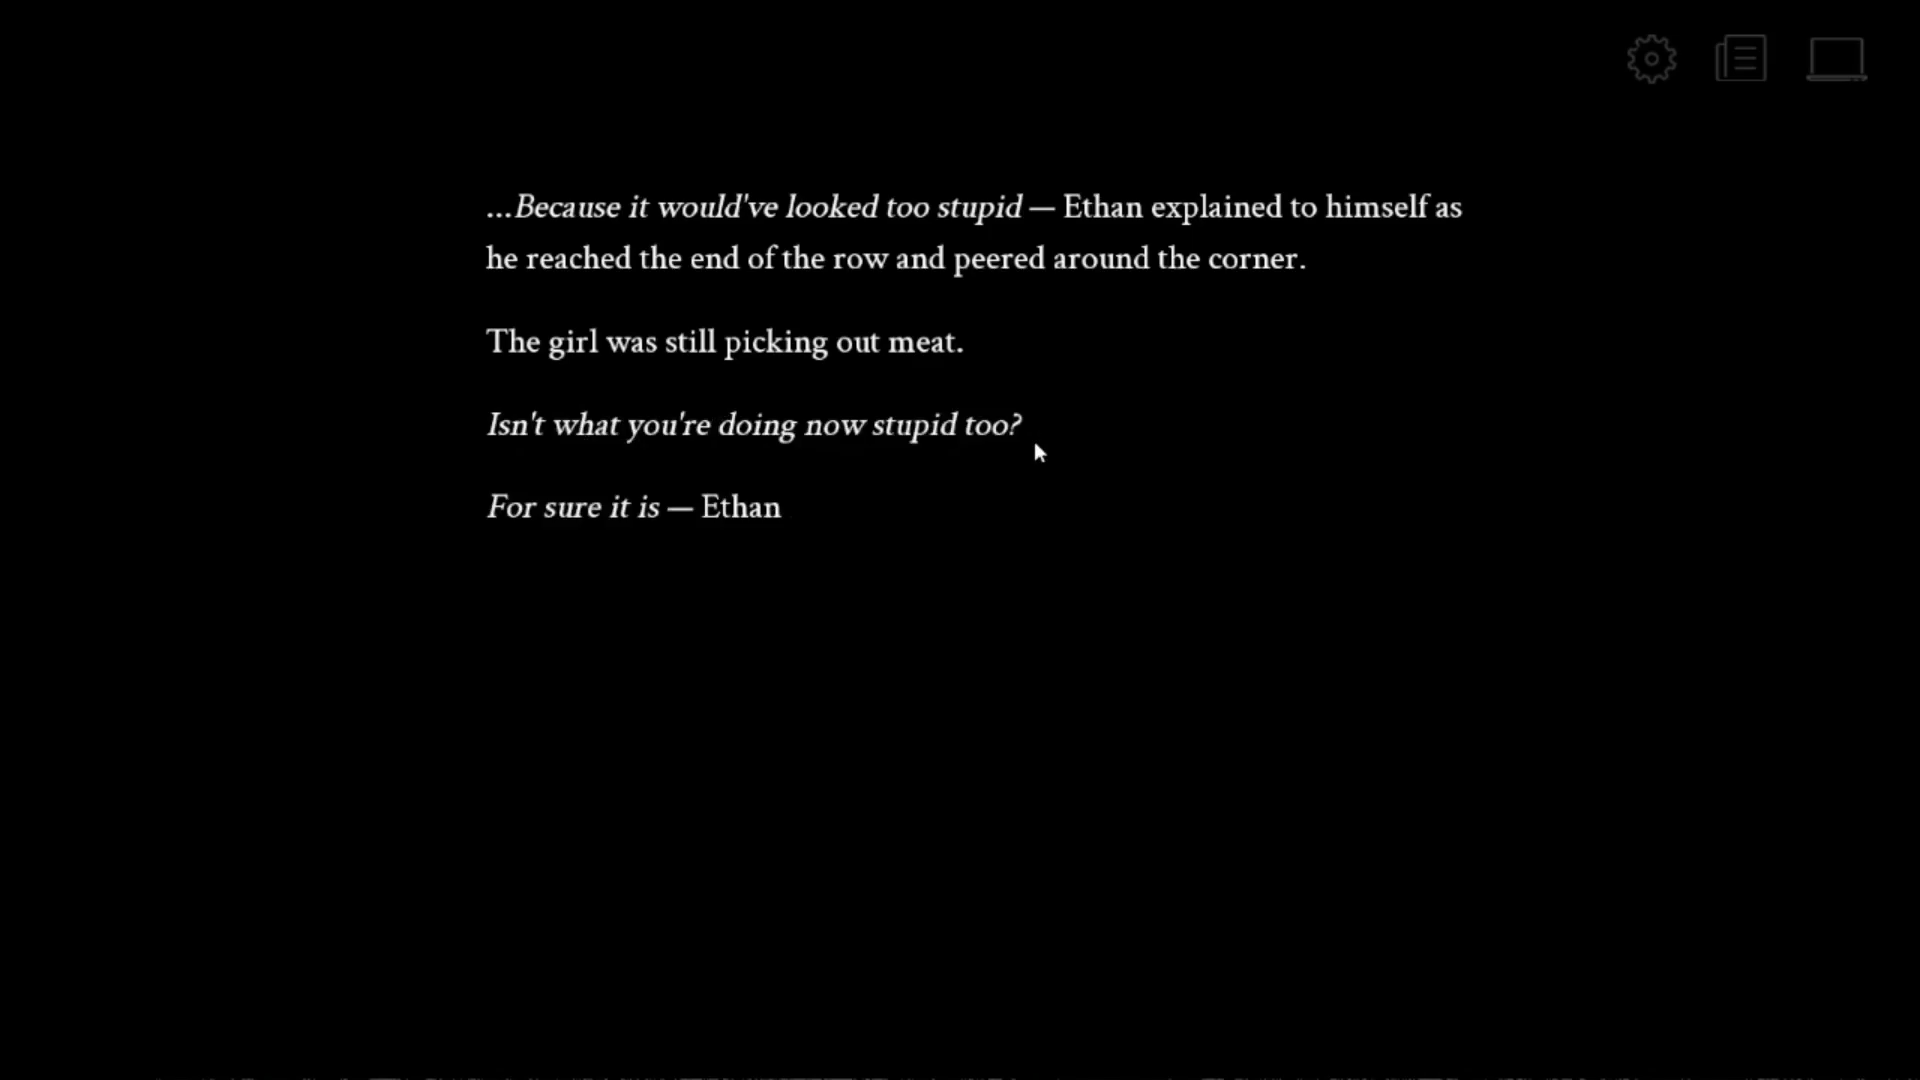 ...Because it would've looked too stupid — Ethan explained to himself as
he reached the end of the row and peered around the corner.
The girl was still picking out meat.
Isn't what you're doing now stupid too?
For sure it is — Ethan